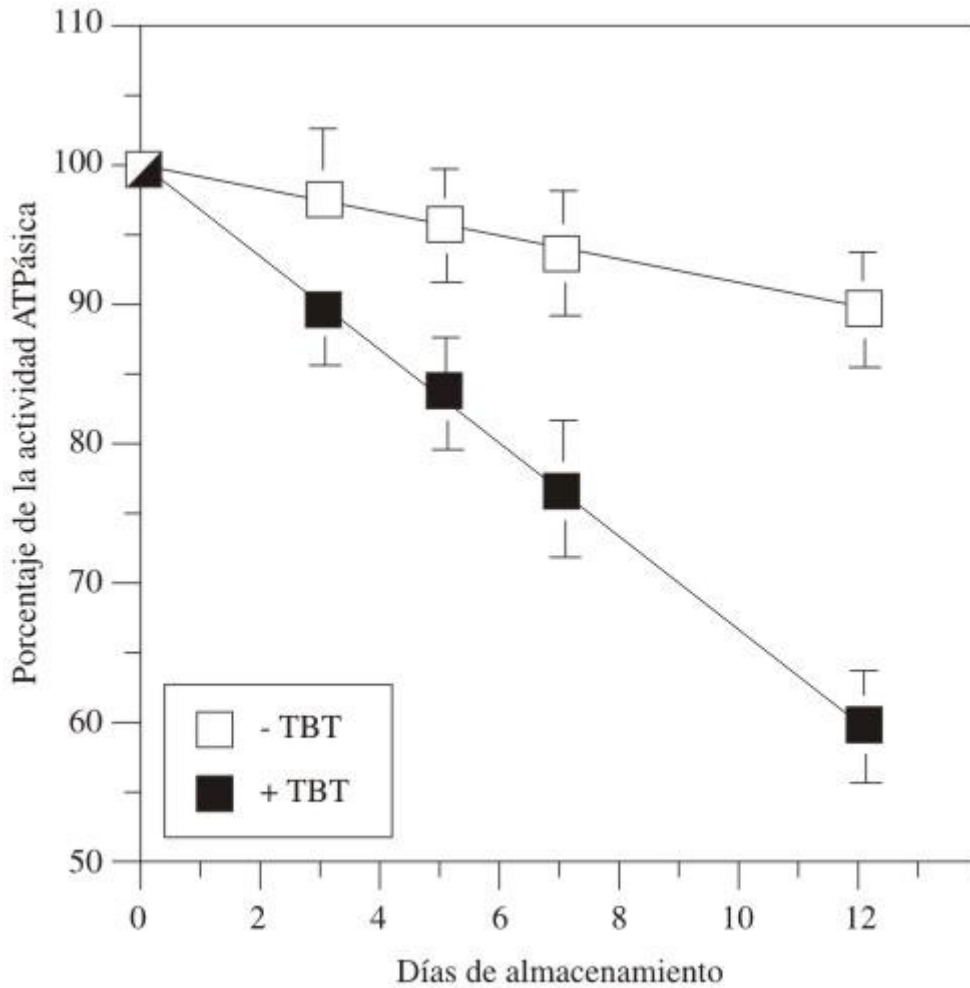 110
100
90
80
70
60
50
Porcentaje de la actividad ATPásica
- TBT
+ TBT
0 2 4 6 8 10 12
Días de almacenamiento